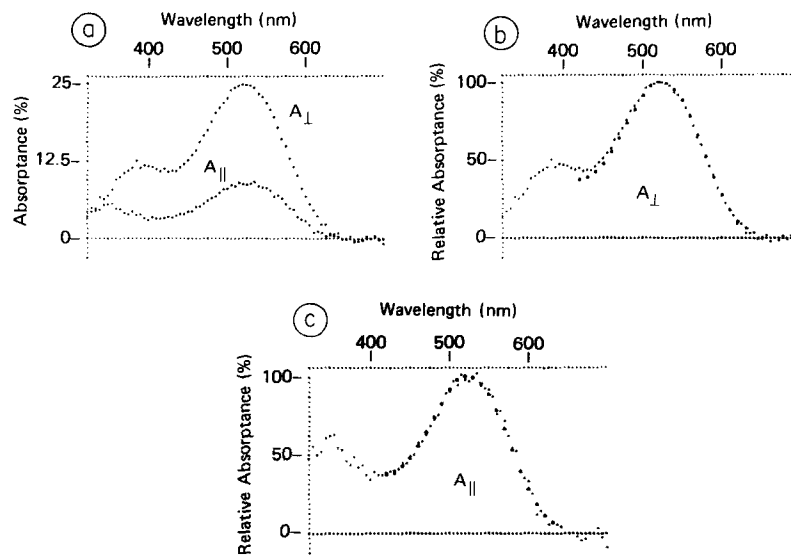 a
Wavelength (nm)
400 500 600
Absorptance (%)
25–
12.5–
0–
A⊥
A||
b
Wavelength (nm)
400 500 600
Relative Absorptance (%)
100–
50–
0–
A⊥
c
Wavelength (nm)
400 500 600
Relative Absorptance (%)
100–
50–
0–
A||